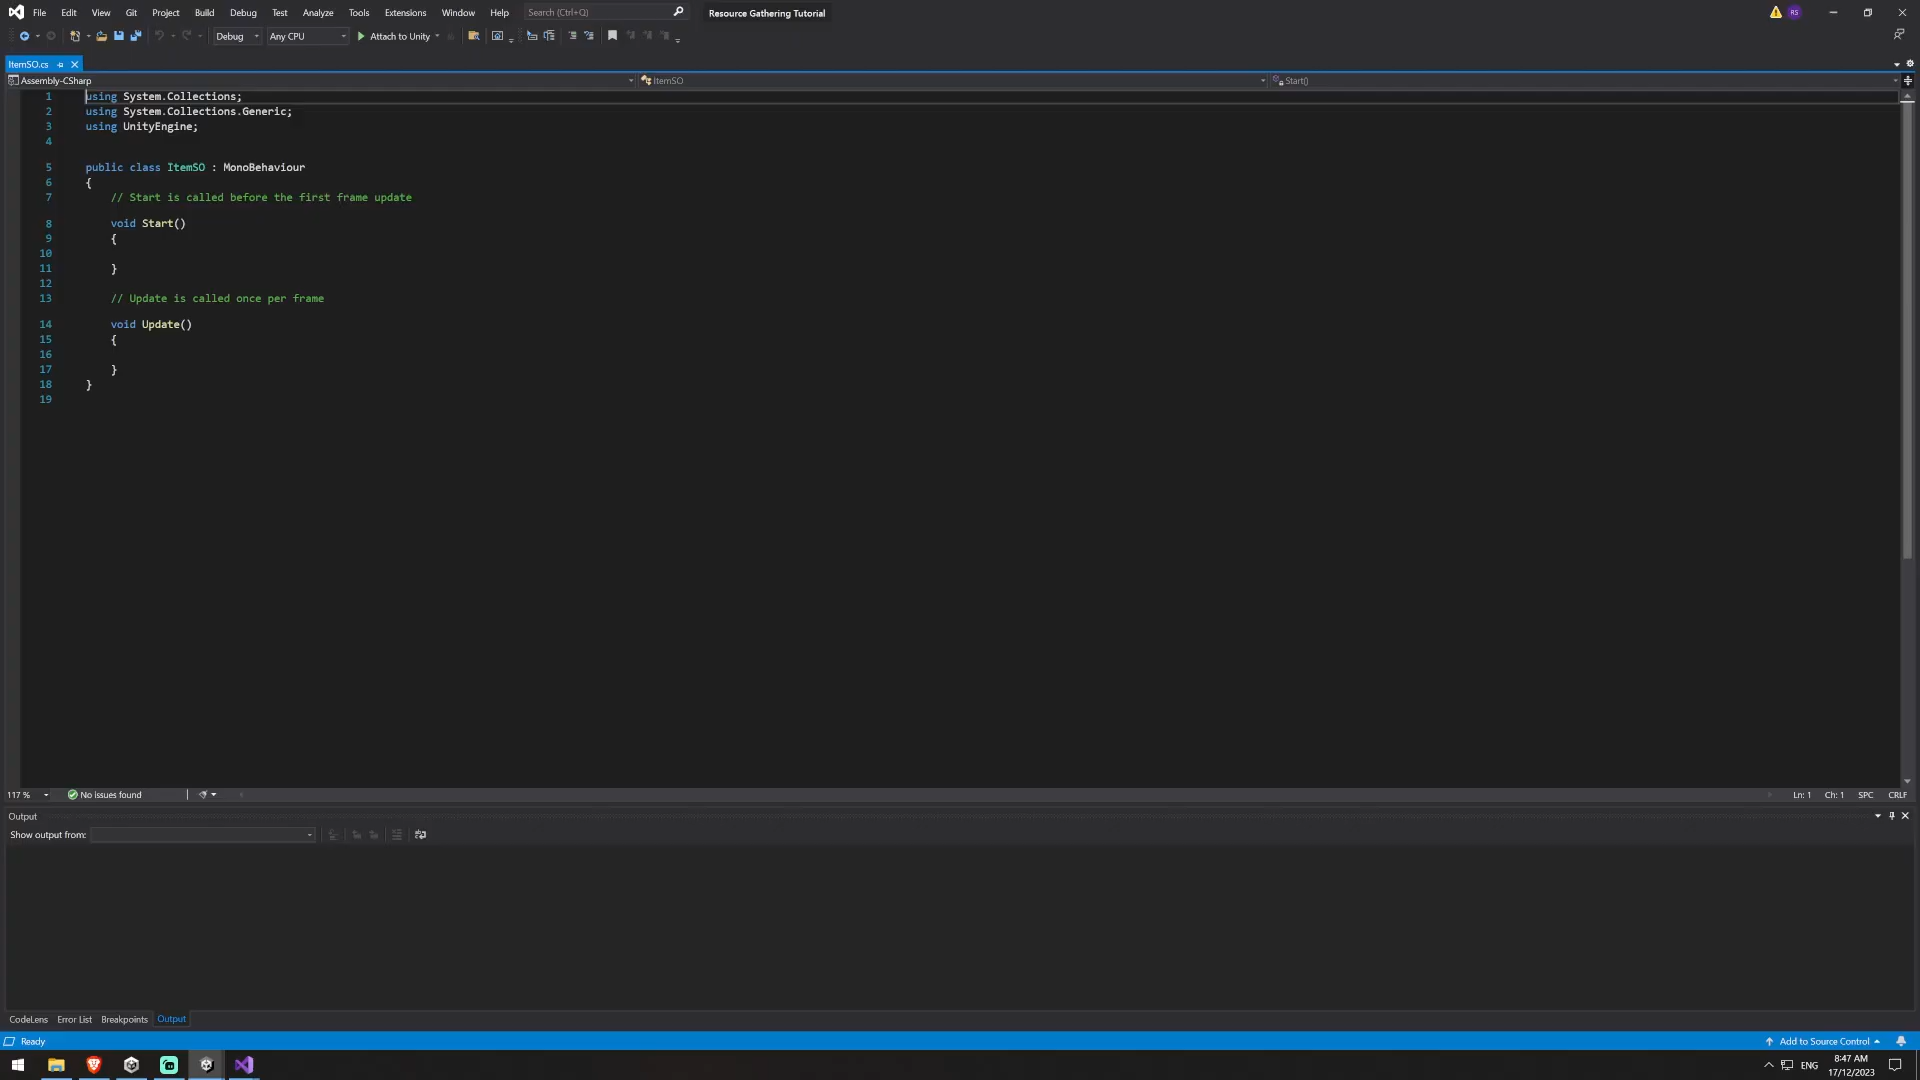 File Edit View Git Project Build Debug Test Analyze Tools Extensions Window Help Search (Ctrl+Q) Resource Gathering Tutorial RS
Debug Any CPU Attach to Unity
ItemSO.cs
Assembly-CSharp ItemSO Start()
1 using System.Collections;
2 using System.Collections.Generic;
3 using UnityEngine;
4
5 public class ItemSO : MonoBehaviour
6 {
7 // Start is called before the first frame update
8 void Start()
9 {
10
11 }
12
13 // Update is called once per frame
14 void Update()
15 {
16
17 }
18 }
19
117 % No issues found Ln: 1 Ch: 1 SPC CRLF
Output
Show output from:
CodeLens Error List Breakpoints Output
Ready Add to Source Control
ENG 8:47 AM
17/12/2023